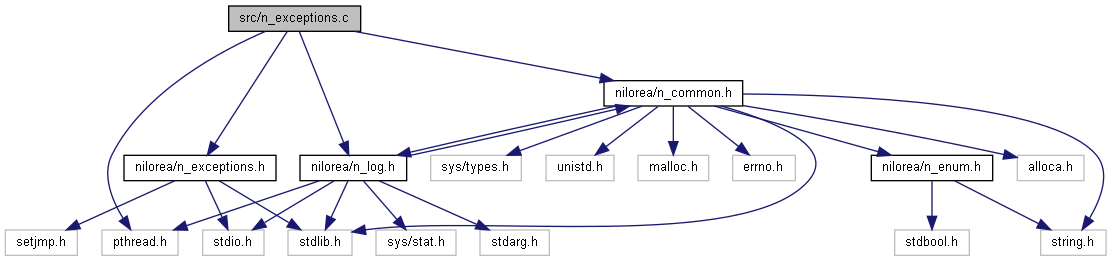 src/n_exceptions.c
nilorea/n_common.h
nilorea/n_exceptions.h
nilorea/n_log.h
sys/types.h
unistd.h
malloc.h
errno.h
nilorea/n_enum.h
alloca.h
setjmp.h
pthread.h
stdio.h
stdlib.h
sys/stat.h
stdarg.h
stdbool.h
string.h